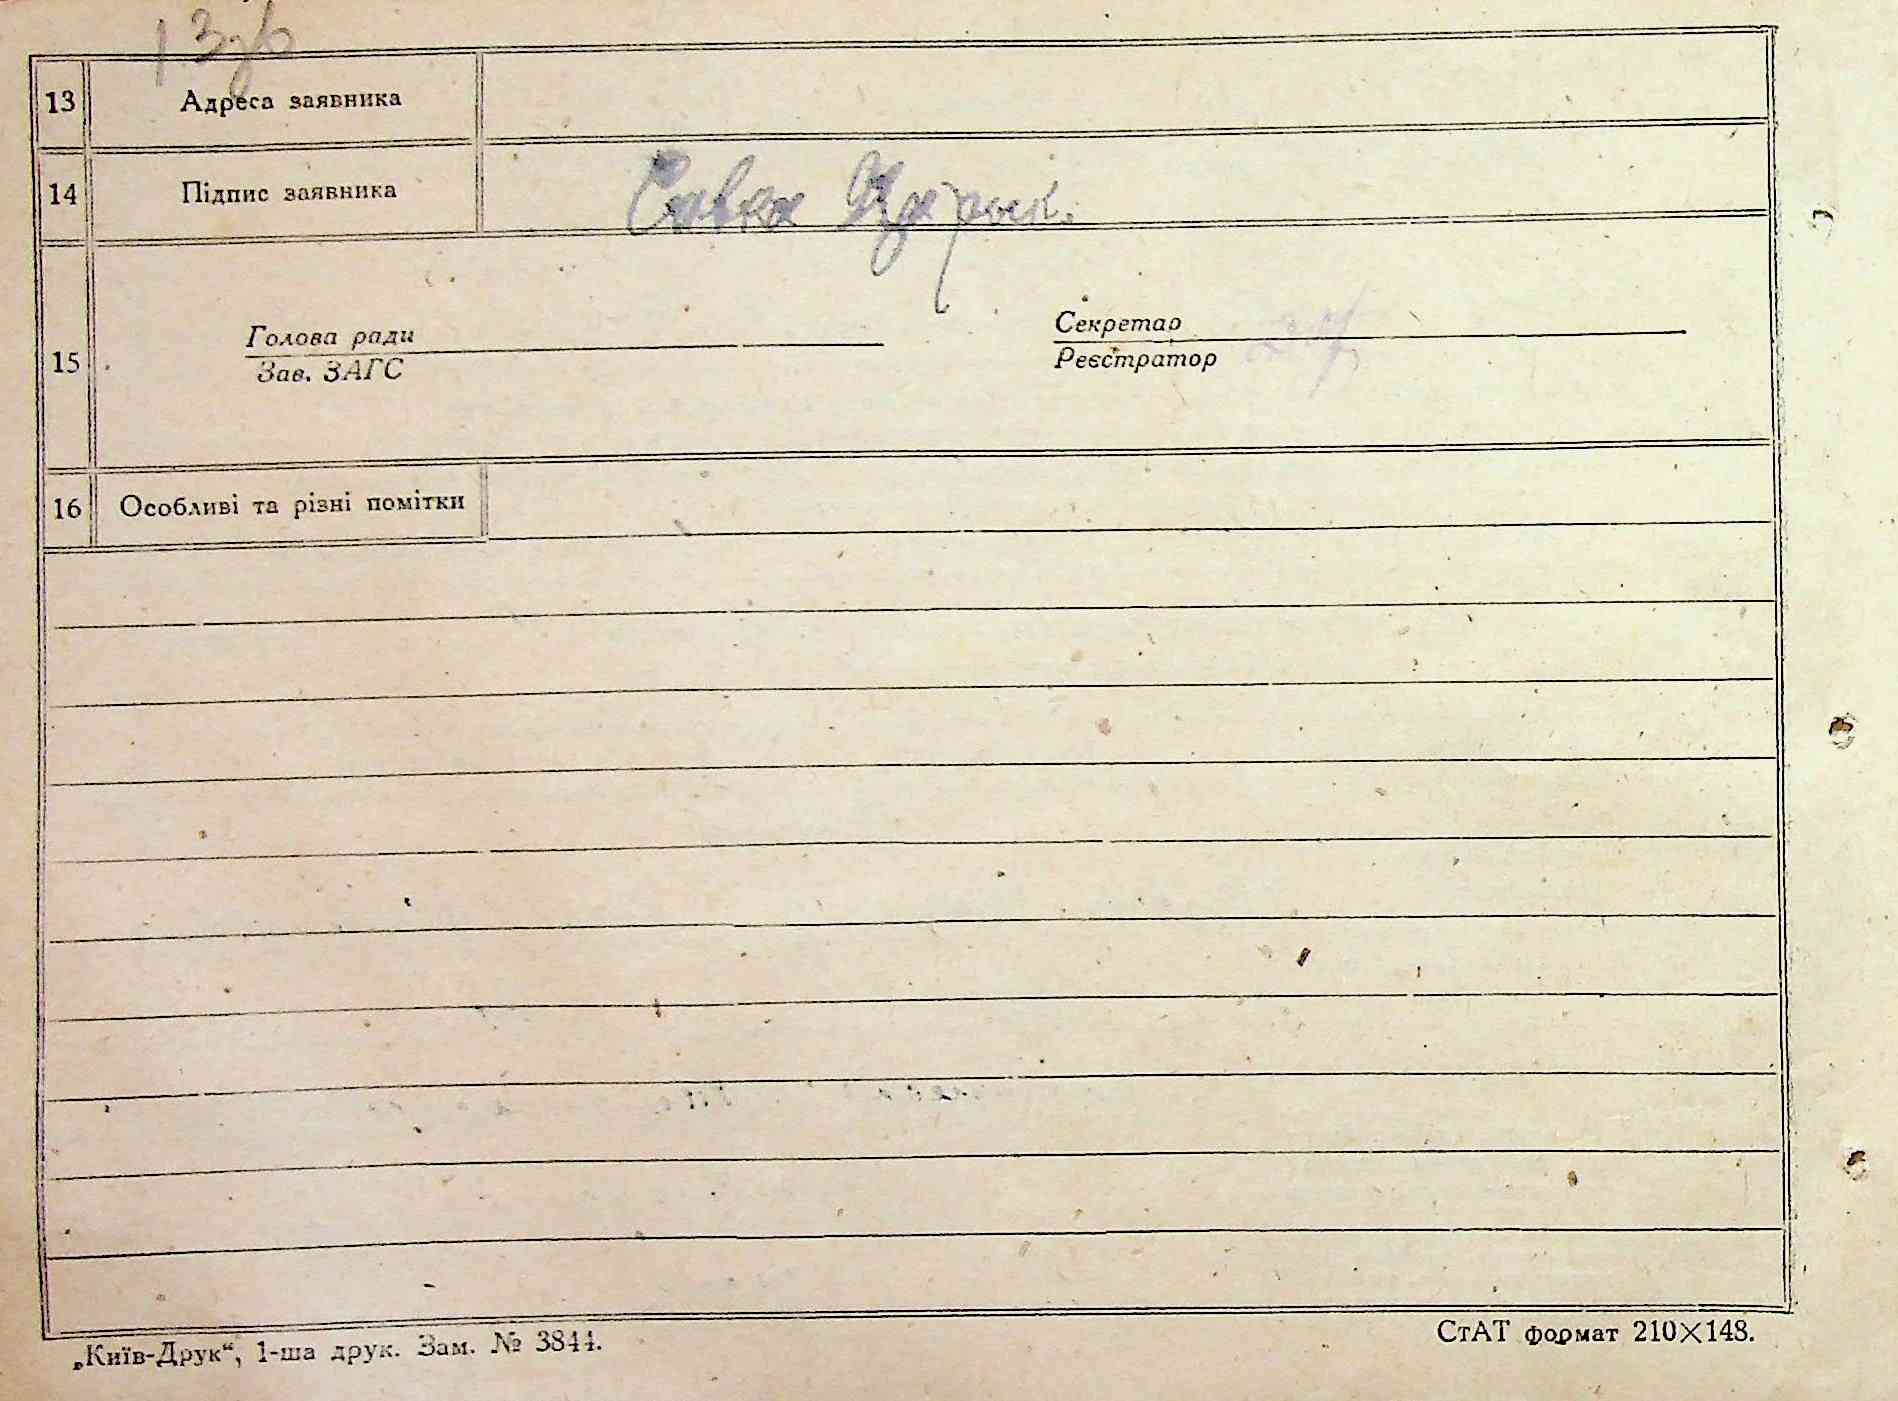 13 Адреса заявника
14 Підпис заявника
15
Голова ради
Зав. ЗАГС
Секретар
Реєстратор
16 Особливі та різні помітки
„Київ-Друк“, 1-ша друк. Зам. № 3844.
СтАТ формат 210×148.